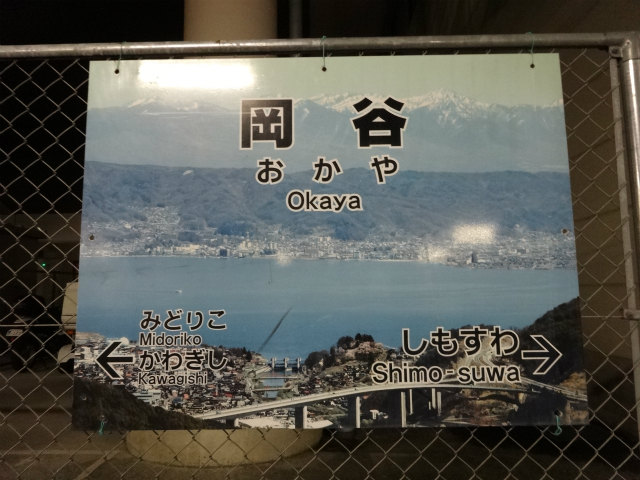 岡谷
おかや
Okaya
みどりこ
Midoriko
← かわぎし
Kawagishi
しもすわ →
Shimo-suwa